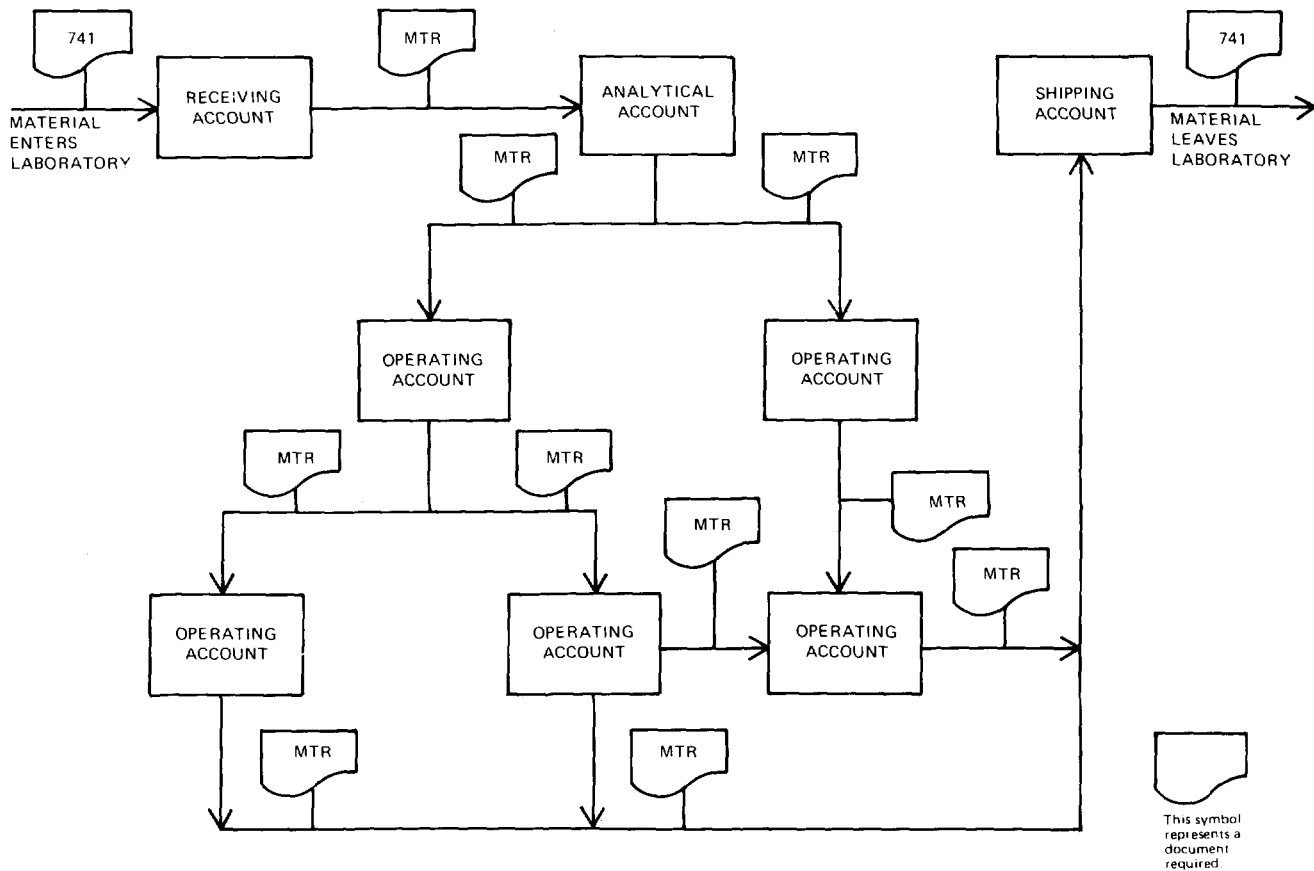 741
MTR
741
RECEIVING
ACCOUNT
ANALYTICAL
ACCOUNT
SHIPPING
ACCOUNT
MATERIAL
ENTERS
LABORATORY
MATERIAL
LEAVES
LABORATORY
MTR
MTR
OPERATING
ACCOUNT
OPERATING
ACCOUNT
MTR
MTR
MTR
MTR
MTR
OPERATING
ACCOUNT
OPERATING
ACCOUNT
OPERATING
ACCOUNT
MTR
MTR
This symbol
represents a
document
required.